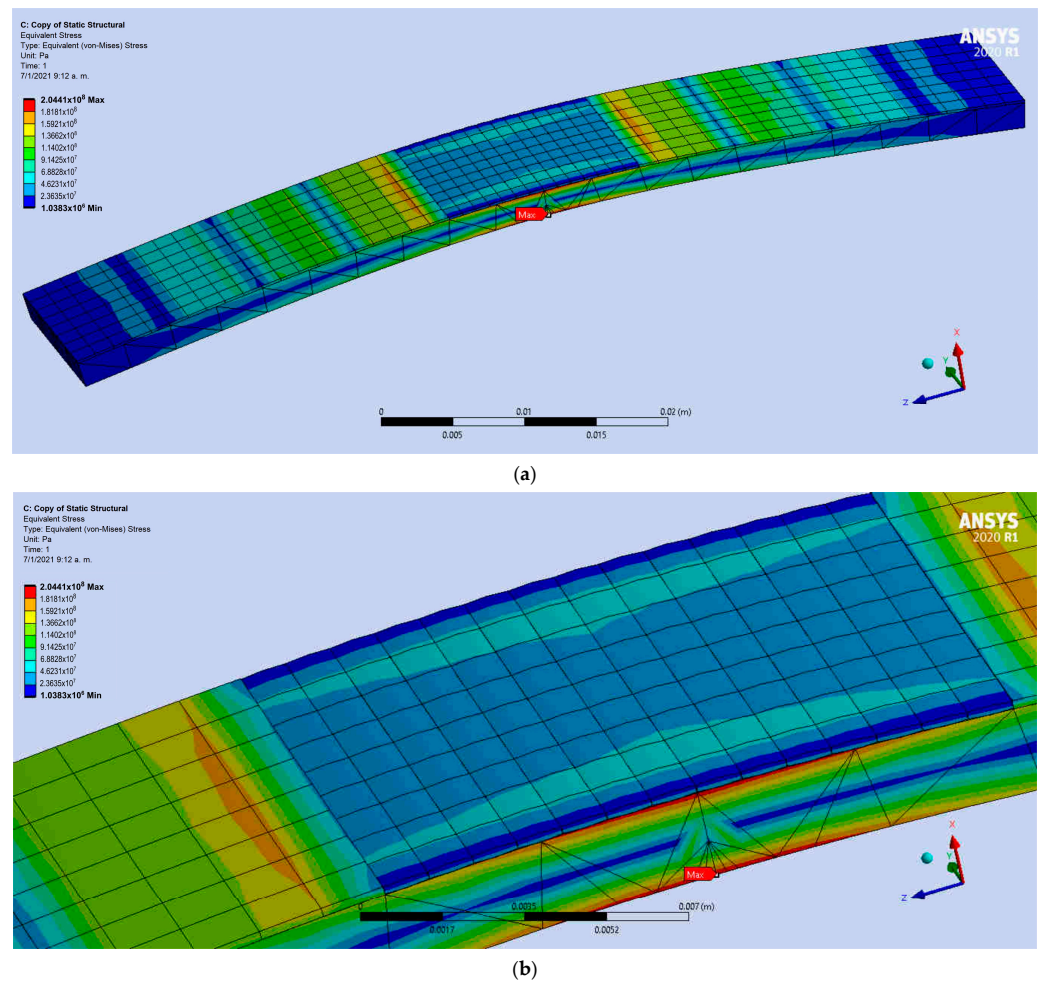 C: Copy of Static Structural
Equivalent Stress
Type: Equivalent (von-Mises) Stress
Unit: Pa
Time: 1
7/1/2021 9:12 a. m.
2.0441x10⁸ Max
1.8181x10⁸
1.5921x10⁸
1.3662x10⁸
1.1402x10⁸
9.1425x10⁷
6.8828x10⁷
4.6231x10⁷
2.3635x10⁷
1.0383x10⁶ Min
ANSYS
2020 R1
Max
X
Y
Z
0 0.01 0.02 (m)
0.005 0.015
(a)
C: Copy of Static Structural
Equivalent Stress
Type: Equivalent (von-Mises) Stress
Unit: Pa
Time: 1
7/1/2021 9:12 a. m.
2.0441x10⁸ Max
1.8181x10⁸
1.5921x10⁸
1.3662x10⁸
1.1402x10⁸
9.1425x10⁷
6.8828x10⁷
4.6231x10⁷
2.3635x10⁷
1.0383x10⁶ Min
ANSYS
2020 R1
Max
X
Y
Z
0 0.0035 0.007 (m)
0.0017 0.0052
(b)